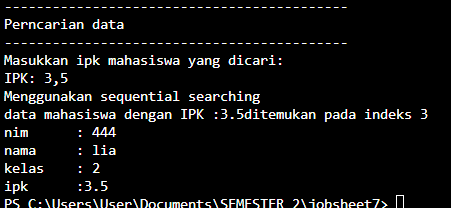 -------------------------------------------
Perncarian data
-------------------------------------------
Masukkan ipk mahasiswa yang dicari:
IPK: 3,5
Menggunakan sequential searching
data mahasiswa dengan IPK :3.5ditemukan pada indeks 3
nim      : 444
nama     : lia
kelas    : 2
ipk      :3.5
PS C:\Users\User\Documents\SEMESTER 2\jobsheet7>